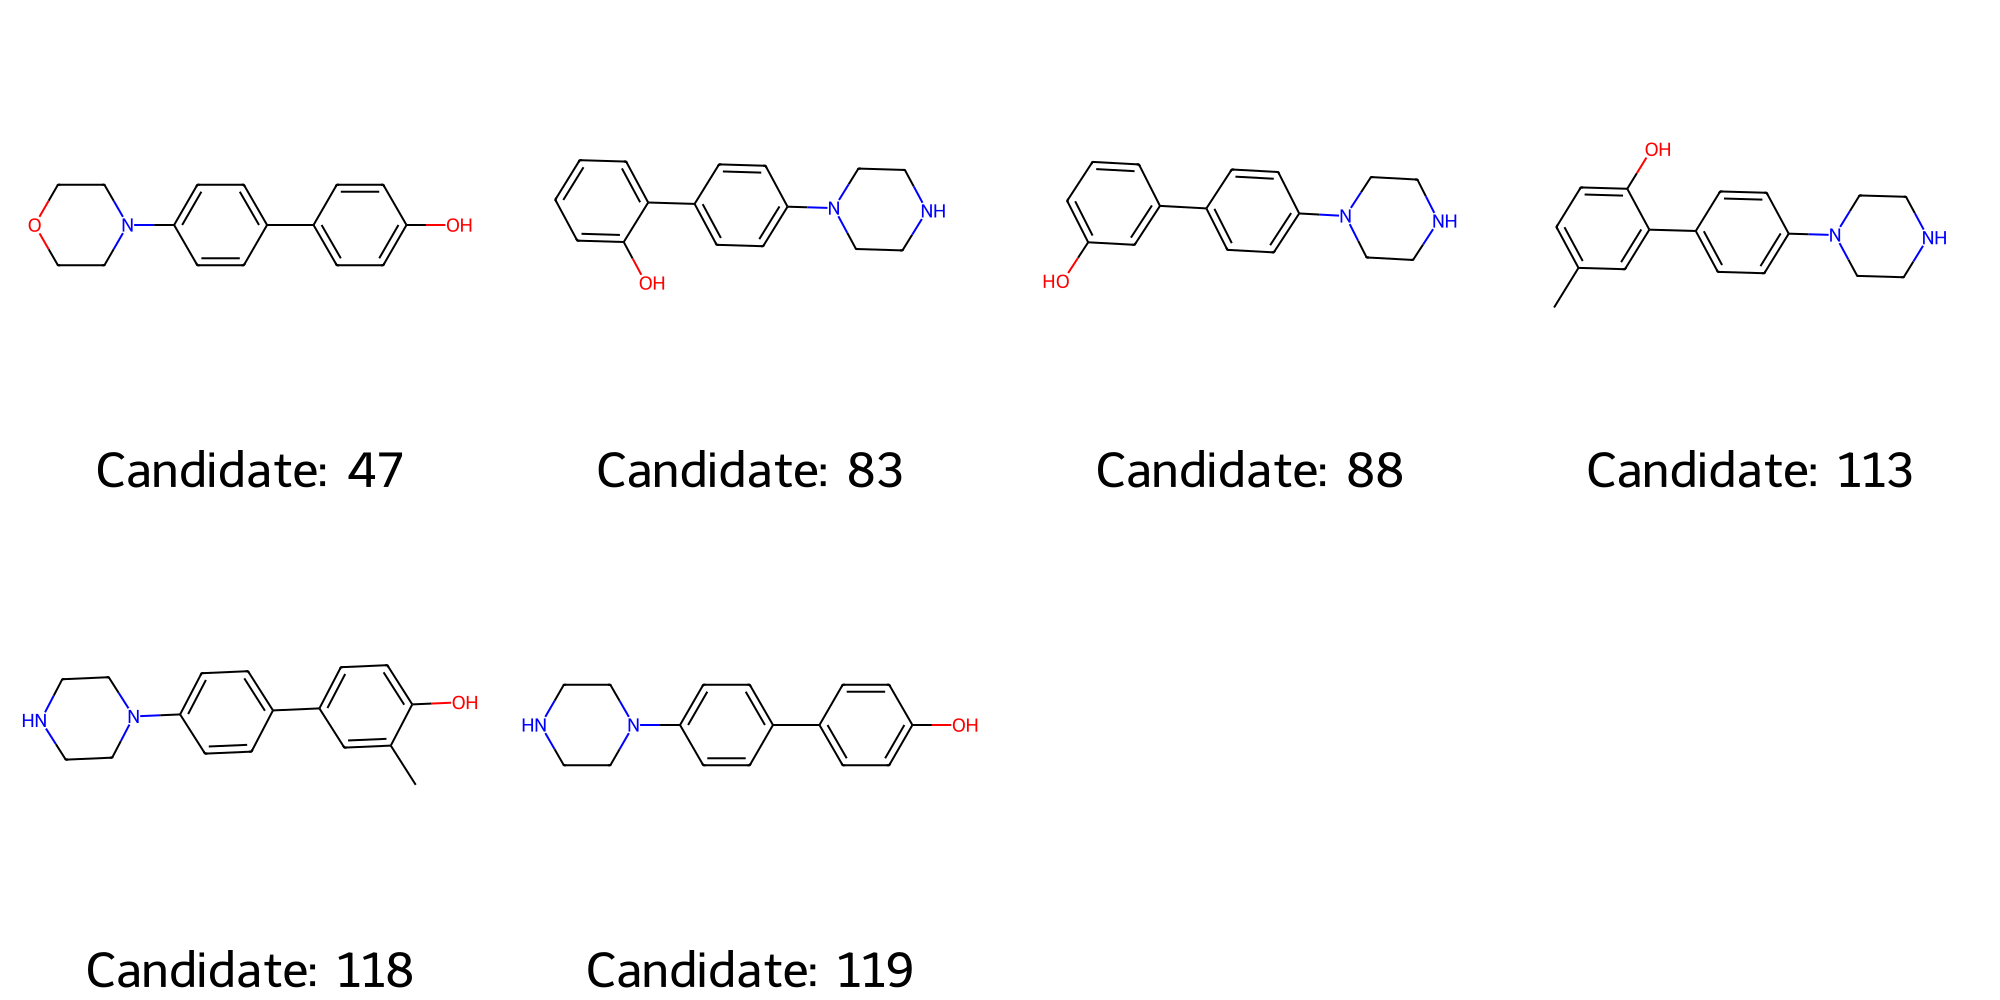 O N OH
N NH OH
N NH HO
OH N NH
Candidate: 47
Candidate: 83
Candidate: 88
Candidate: 113
HN N OH
HN N OH
Candidate: 118
Candidate: 119